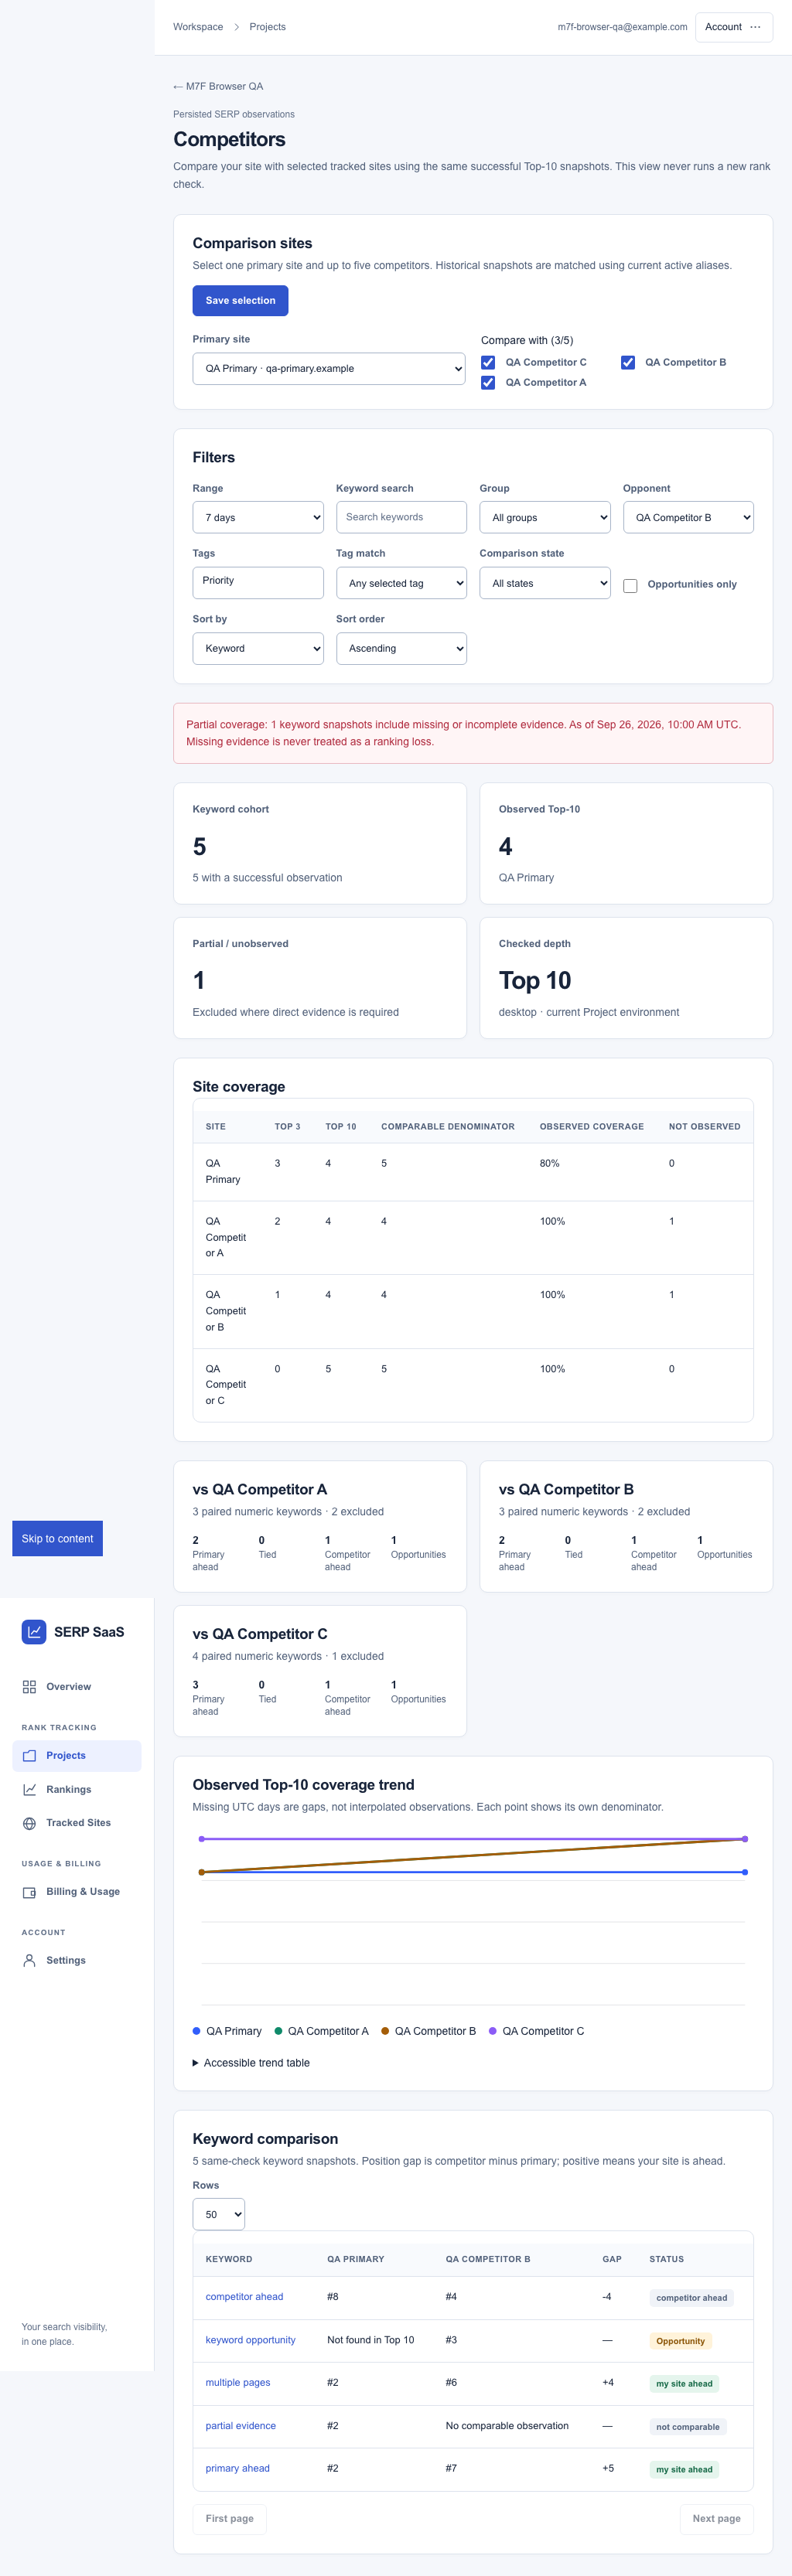 Workspace > Projects
m7f-browser-qa@example.com
Account ···
← M7F Browser QA
Persisted SERP observations
Competitors
Compare your site with selected tracked sites using the same successful Top-10 snapshots. This view never runs a new rank
check.
Comparison sites
Select one primary site and up to five competitors. Historical snapshots are matched using current active aliases.
Save selection
Primary site
QA Primary · qa-primary.example
Compare with (3/5)
QA Competitor C
QA Competitor B
QA Competitor A
Filters
Range
Keyword search
Group
Opponent
7 days
Search keywords
All groups
QA Competitor B
Tags
Tag match
Comparison state
Priority
Any selected tag
All states
Opportunities only
Sort by
Sort order
Keyword
Ascending
Partial coverage: 1 keyword snapshots include missing or incomplete evidence. As of Sep 26, 2026, 10:00 AM UTC.
Missing evidence is never treated as a ranking loss.
Keyword cohort
5
5 with a successful observation
Observed Top-10
4
QA Primary
Partial / unobserved
1
Excluded where direct evidence is required
Checked depth
Top 10
desktop · current Project environment
Site coverage
SITE TOP 3 TOP 10 COMPARABLE DENOMINATOR OBSERVED COVERAGE NOT OBSERVED
QA 3 4 5 80% 0
Primary
QA 2 4 4 100% 1
Competit
or A
QA 1 4 4 100% 1
Competit
or B
QA 0 5 5 100% 0
Competit
or C
vs QA Competitor A
3 paired numeric keywords · 2 excluded
2 0 1 1
Primary Tied Competitor Opportunities
ahead ahead
vs QA Competitor B
3 paired numeric keywords · 2 excluded
2 0 1 1
Primary Tied Competitor Opportunities
ahead ahead
vs QA Competitor C
4 paired numeric keywords · 1 excluded
3 0 1 1
Primary Tied Competitor Opportunities
ahead ahead
Skip to content
SERP SaaS
Overview
RANK TRACKING
Projects
Rankings
Tracked Sites
USAGE & BILLING
Billing & Usage
ACCOUNT
Settings
Your search visibility,
in one place.
Observed Top-10 coverage trend
Missing UTC days are gaps, not interpolated observations. Each point shows its own denominator.
QA Primary QA Competitor A QA Competitor B QA Competitor C
Accessible trend table
Keyword comparison
5 same-check keyword snapshots. Position gap is competitor minus primary; positive means your site is ahead.
Rows
50
KEYWORD QA PRIMARY QA COMPETITOR B GAP STATUS
competitor ahead #8 #4 -4 competitor ahead
keyword opportunity Not found in Top 10 #3 — Opportunity
multiple pages #2 #6 +4 my site ahead
partial evidence #2 No comparable observation — not comparable
primary ahead #2 #7 +5 my site ahead
First page
Next page